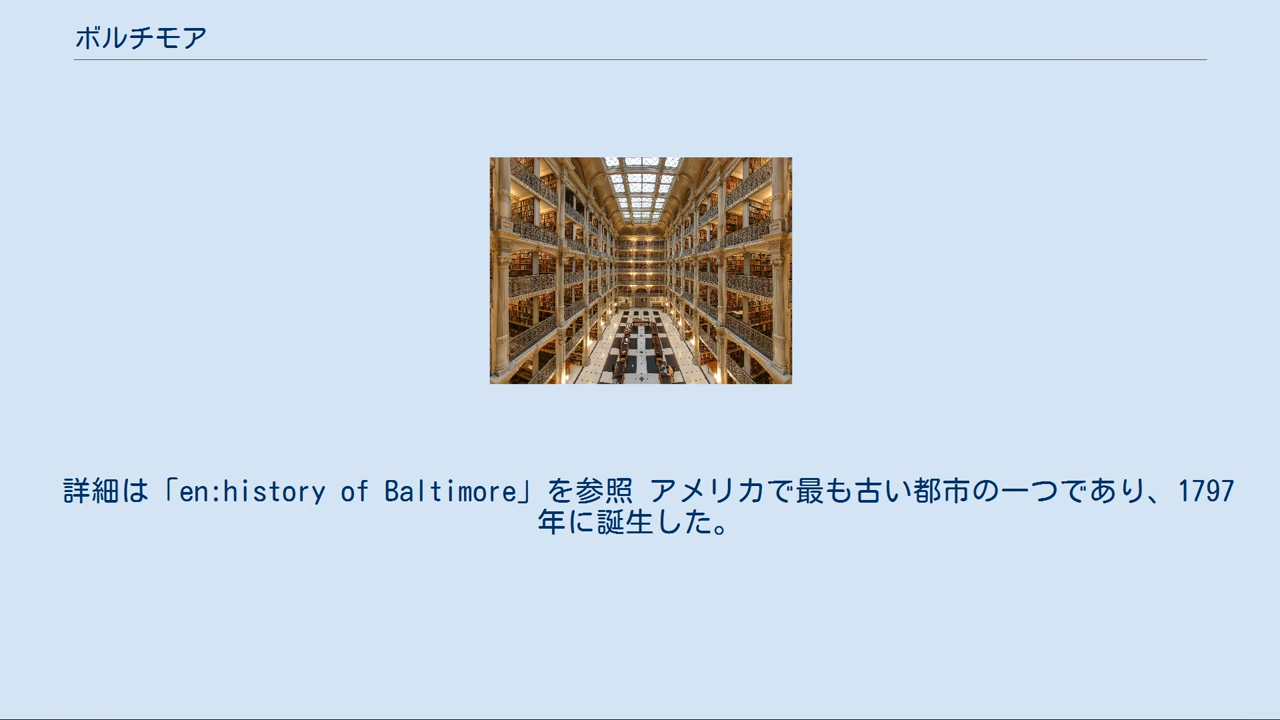 ボルチモア
詳細は「en:history of Baltimore」を参照 アメリカで最も古い都市の一つであり、1797
年に誕生した。